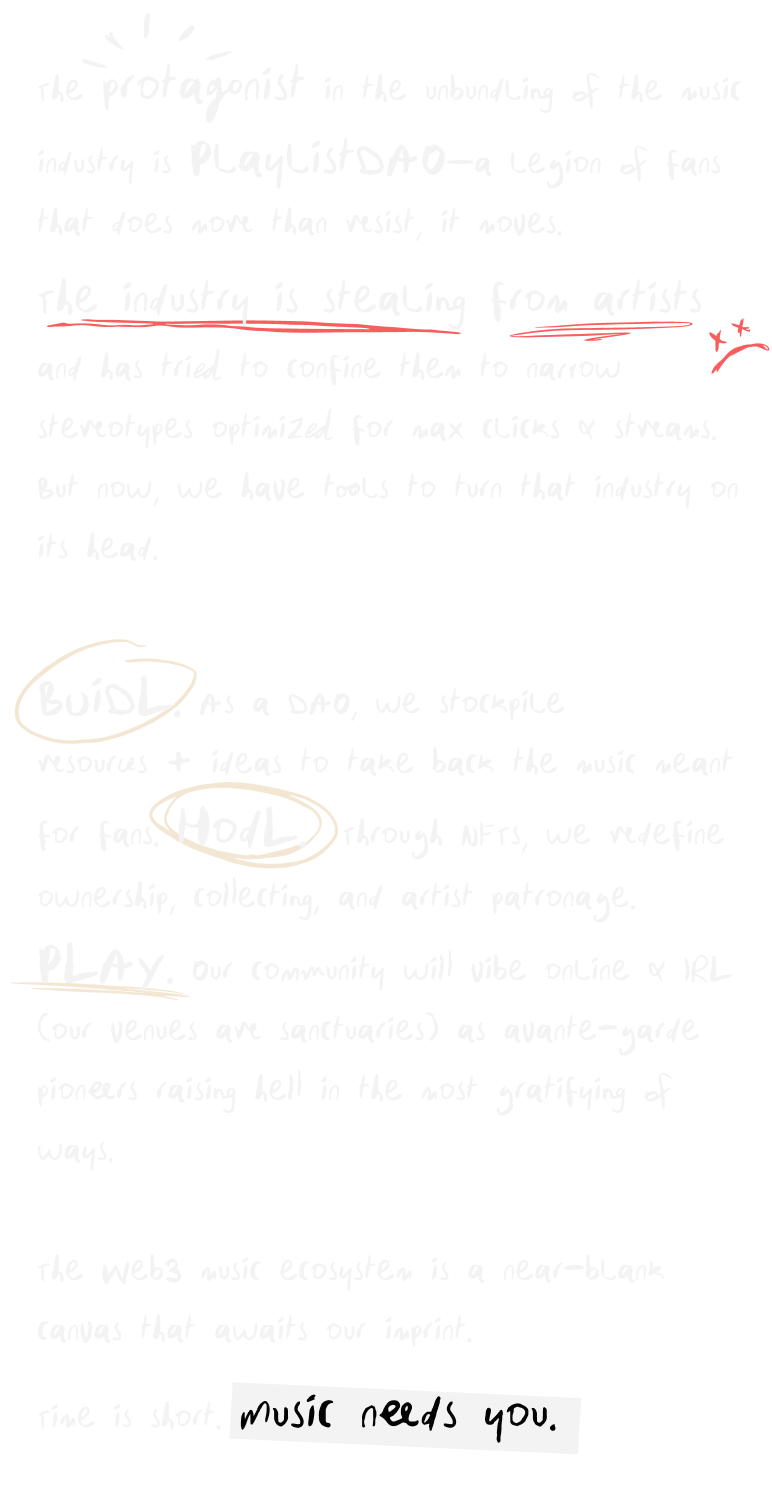 The protagonist in the unbundling of the music
industry is PLAYLiStDAO—a Legion of fans
that does more than resist, it moves.
The industry is steaLing from artists
and has tried to confine them to narrow
stereotypes optimized for max clicks & streams.
But now, we have tools to turn that industry on
its head.
BUiDL. As a DAO, we stockpile
resources + ideas to take back the music meant
for fans. HodL. Through NFTs, we redefine
ownership, collecting, and artist patronage.
PLAY. Our community will vibe online & IRL
(our venues are sanctuaries) as avante-garde
pioneers raising hell in the most gratifying of
ways.
The Web3 music ecosystem is a near-blank
canvas that awaits our imprint.
Time is short. music needs you.